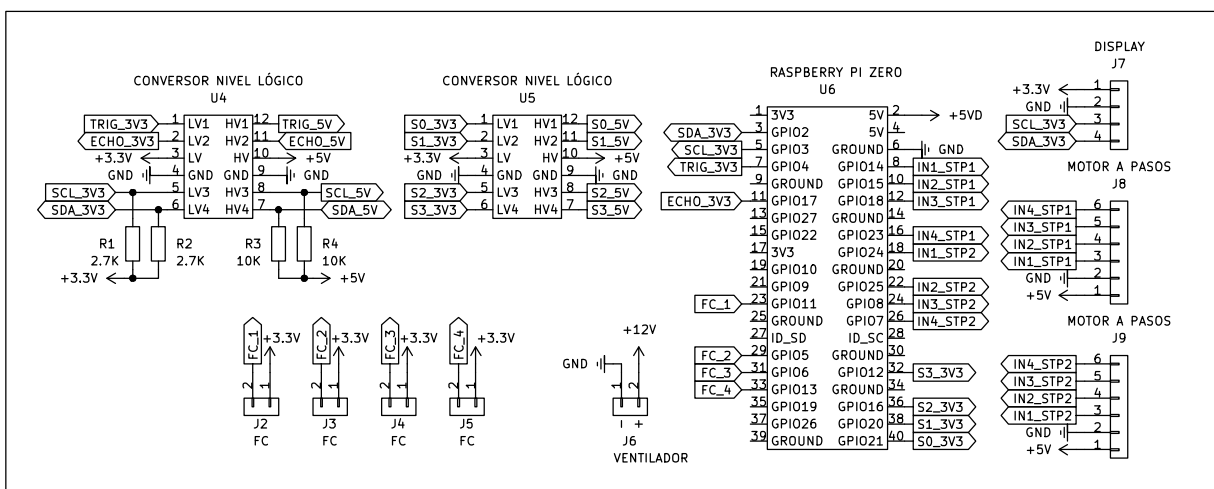 CONVERSOR NIVEL LÓGICO
U4
TRIG_3V3 1 LV1 HV1 12 TRIG_5V
ECHO_3V3 2 LV2 HV2 11 ECHO_5V
+3.3V 3 LV HV 10 +5V
GND 4 GND GND 9 GND
SCL_3V3 5 LV3 HV3 8 SCL_5V
SDA_3V3 6 LV4 HV4 7 SDA_5V
R1 R2 R3 R4
2.7K 2.7K 10K 10K
+3.3V +5V
CONVERSOR NIVEL LÓGICO
U5
S0_3V3 1 LV1 HV1 12 S0_5V
S1_3V3 2 LV2 HV2 11 S1_5V
+3.3V 3 LV HV 10 +5V
GND 4 GND GND 9 GND
S2_3V3 5 LV3 HV3 8 S2_5V
S3_3V3 6 LV4 HV4 7 S3_5V
FC_1 +3.3V
2 1
J2
FC
FC_2 +3.3V
2 1
J3
FC
FC_3 +3.3V
2 1
J4
FC
FC_4 +3.3V
2 1
J5
FC
+12V
GND
1 2
- +
J6
VENTILADOR
RASPBERRY PI ZERO
U6
1 3V3 5V 2 +5VD
SDA_3V3 3 GPIO2 5V 4
SCL_3V3 5 GPIO3 GROUND 6 GND
TRIG_3V3 7 GPIO4 GPIO14 8 IN1_STP1
9 GROUND GPIO15 10 IN2_STP1
ECHO_3V3 11 GPIO17 GPIO18 12 IN3_STP1
13 GPIO27 GROUND 14
15 GPIO22 GPIO23 16 IN4_STP1
17 3V3 GPIO24 18 IN1_STP2
19 GPIO10 GROUND 20
21 GPIO9 GPIO25 22 IN2_STP2
FC_1 23 GPIO11 GPIO8 24 IN3_STP2
25 GROUND GPIO7 26 IN4_STP2
27 ID_SD ID_SC 28
FC_2 29 GPIO5 GROUND 30
FC_3 31 GPIO6 GPIO12 32 S3_3V3
FC_4 33 GPIO13 GROUND 34
35 GPIO19 GPIO16 36 S2_3V3
37 GPIO26 GPIO20 38 S1_3V3
39 GROUND GPIO21 40 S0_3V3
DISPLAY
J7
+3.3V 1
GND 2
SCL_3V3 3
SDA_3V3 4
MOTOR A PASOS
J8
IN4_STP1 6
IN3_STP1 5
IN2_STP1 4
IN1_STP1 3
GND 2
+5V 1
MOTOR A PASOS
J9
IN4_STP2 6
IN3_STP2 5
IN2_STP2 4
IN1_STP2 3
GND 2
+5V 1